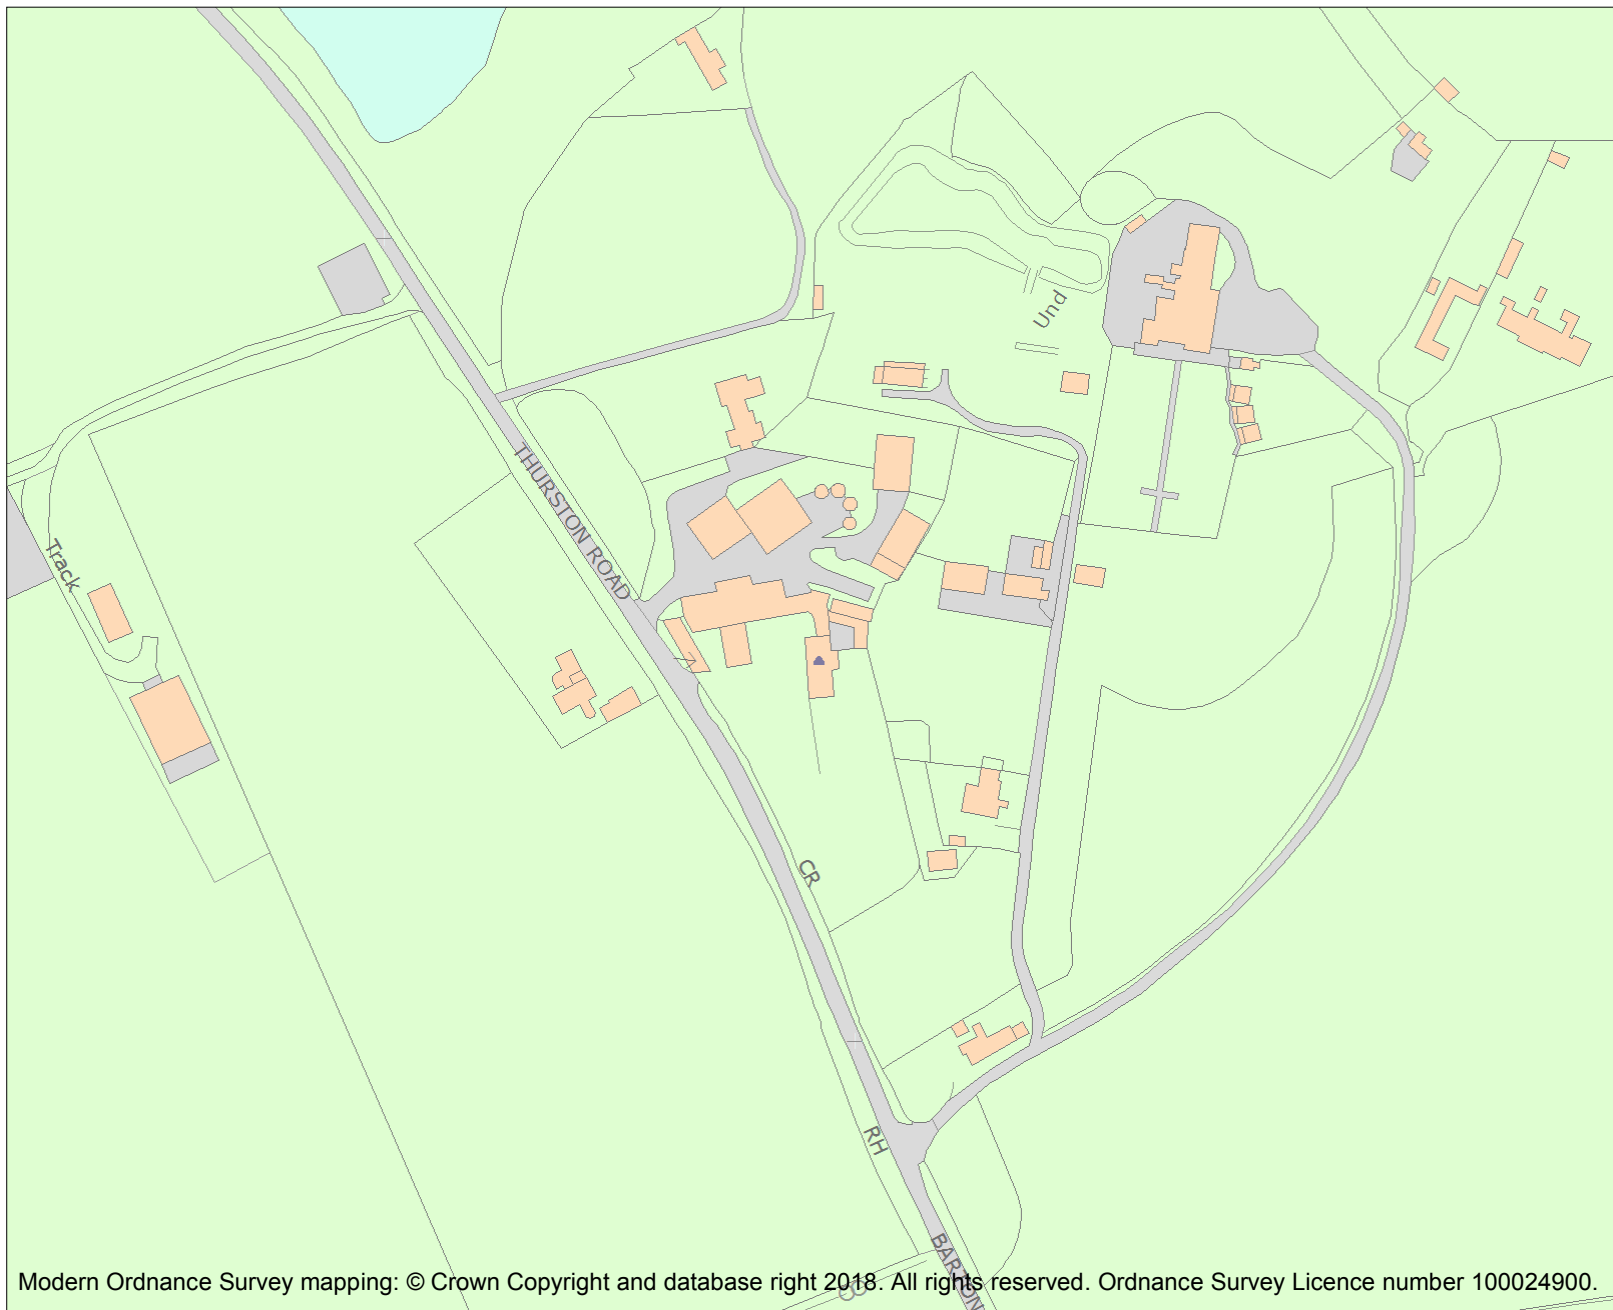 Und
THURSTON ROAD
Track
CR
RH
BARTON
Modern Ordnance Survey mapping: © Crown Copyright and database right 2018. All rights reserved. Ordnance Survey Licence number 100024900.